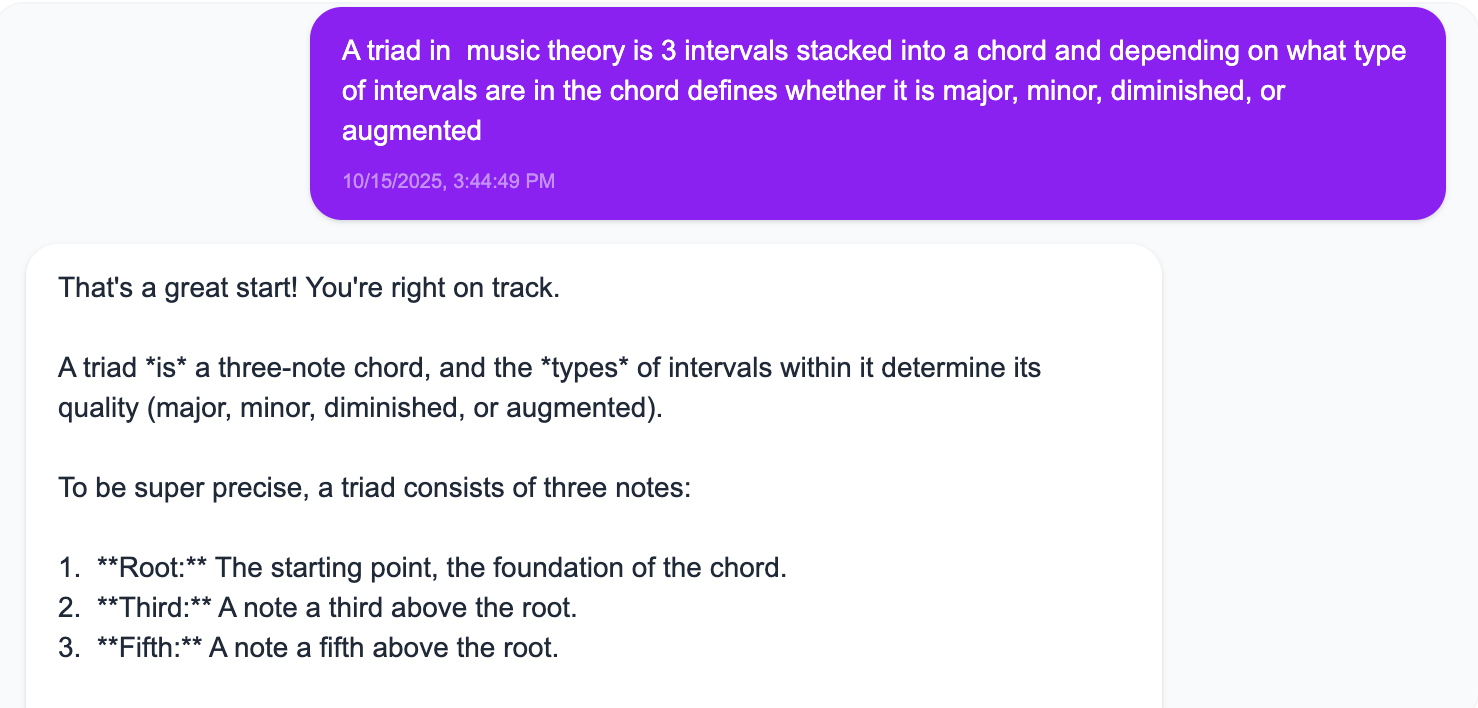 A triad in  music theory is 3 intervals stacked into a chord and depending on what type
of intervals are in the chord defines whether it is major, minor, diminished, or
augmented
10/15/2025, 3:44:49 PM
That's a great start! You're right on track.
A triad *is* a three-note chord, and the *types* of intervals within it determine its
quality (major, minor, diminished, or augmented).
To be super precise, a triad consists of three notes:
1.  **Root:** The starting point, the foundation of the chord.
2.  **Third:** A note a third above the root.
3.  **Fifth:** A note a fifth above the root.